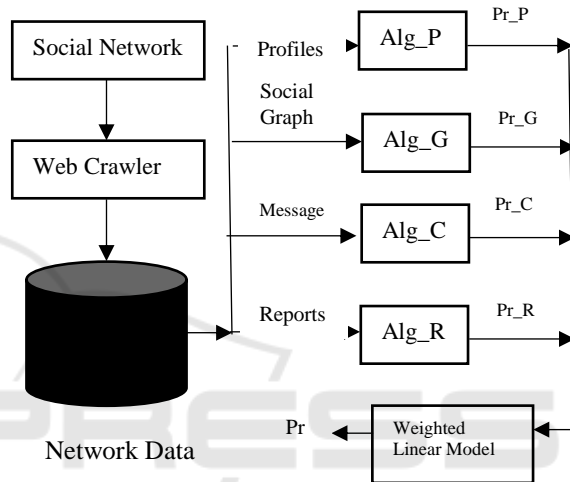 Social Network
Web Crawler
Network Data
Profiles
Social
Graph
Message
Reports
Alg_P
Alg_G
Alg_C
Alg_R
Pr_P
Pr_G
Pr_C
Pr_R
Weighted
Linear Model
Pr
PRESS